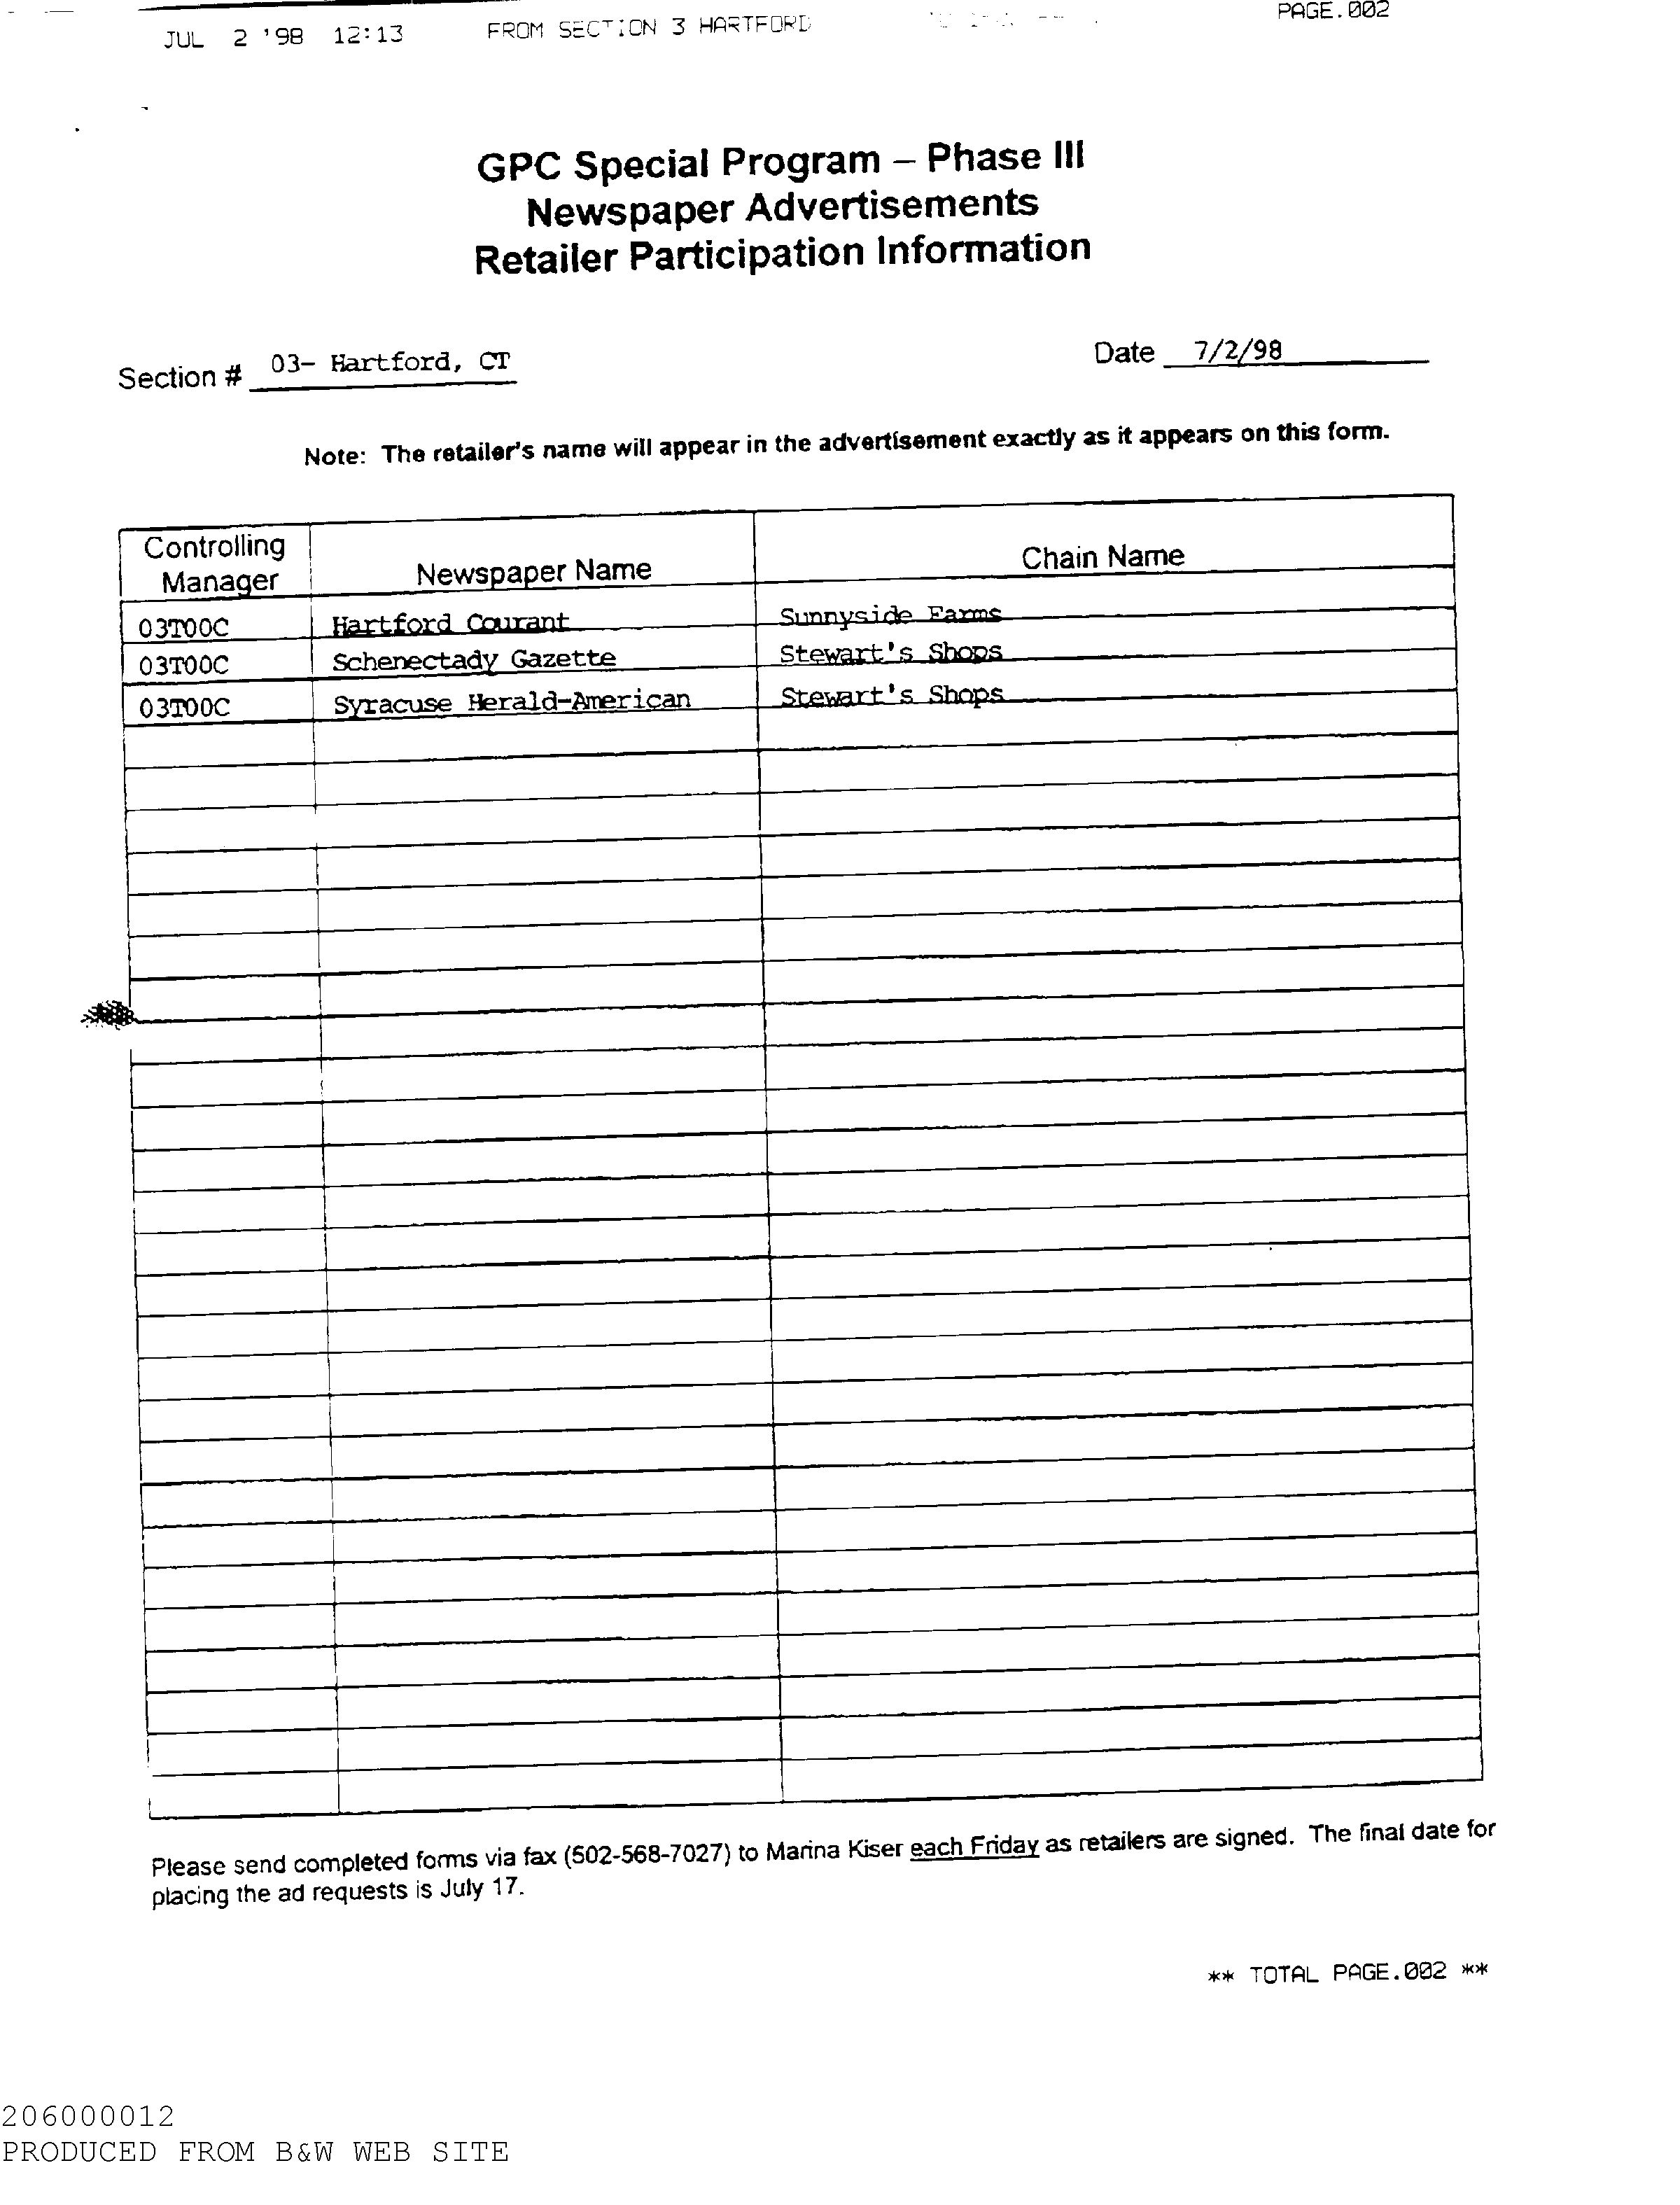 JUL 2 '98 12:13 FROM SECTION 3 HARTFORD PAGE.002
GPC Special Program – Phase III
Newspaper Advertisements
Retailer Participation Information
Section # 03- Hartford, CT Date 7/2/98
Note: The retailer's name will appear in the advertisement exactly as it appears on this form.
Controlling Manager Newspaper Name Chain Name
03T00C Hartford Courant Sunnyside Farms
03T00C Schenectady Gazette Stewart's Shops
03T00C Syracuse Herald-American Stewart's Shops
Please send completed forms via fax (502-568-7027) to Marina Kiser each Friday as retailers are signed. The final date for
placing the ad requests is July 17.
** TOTAL PAGE.002 **
206000012
PRODUCED FROM B&W WEB SITE